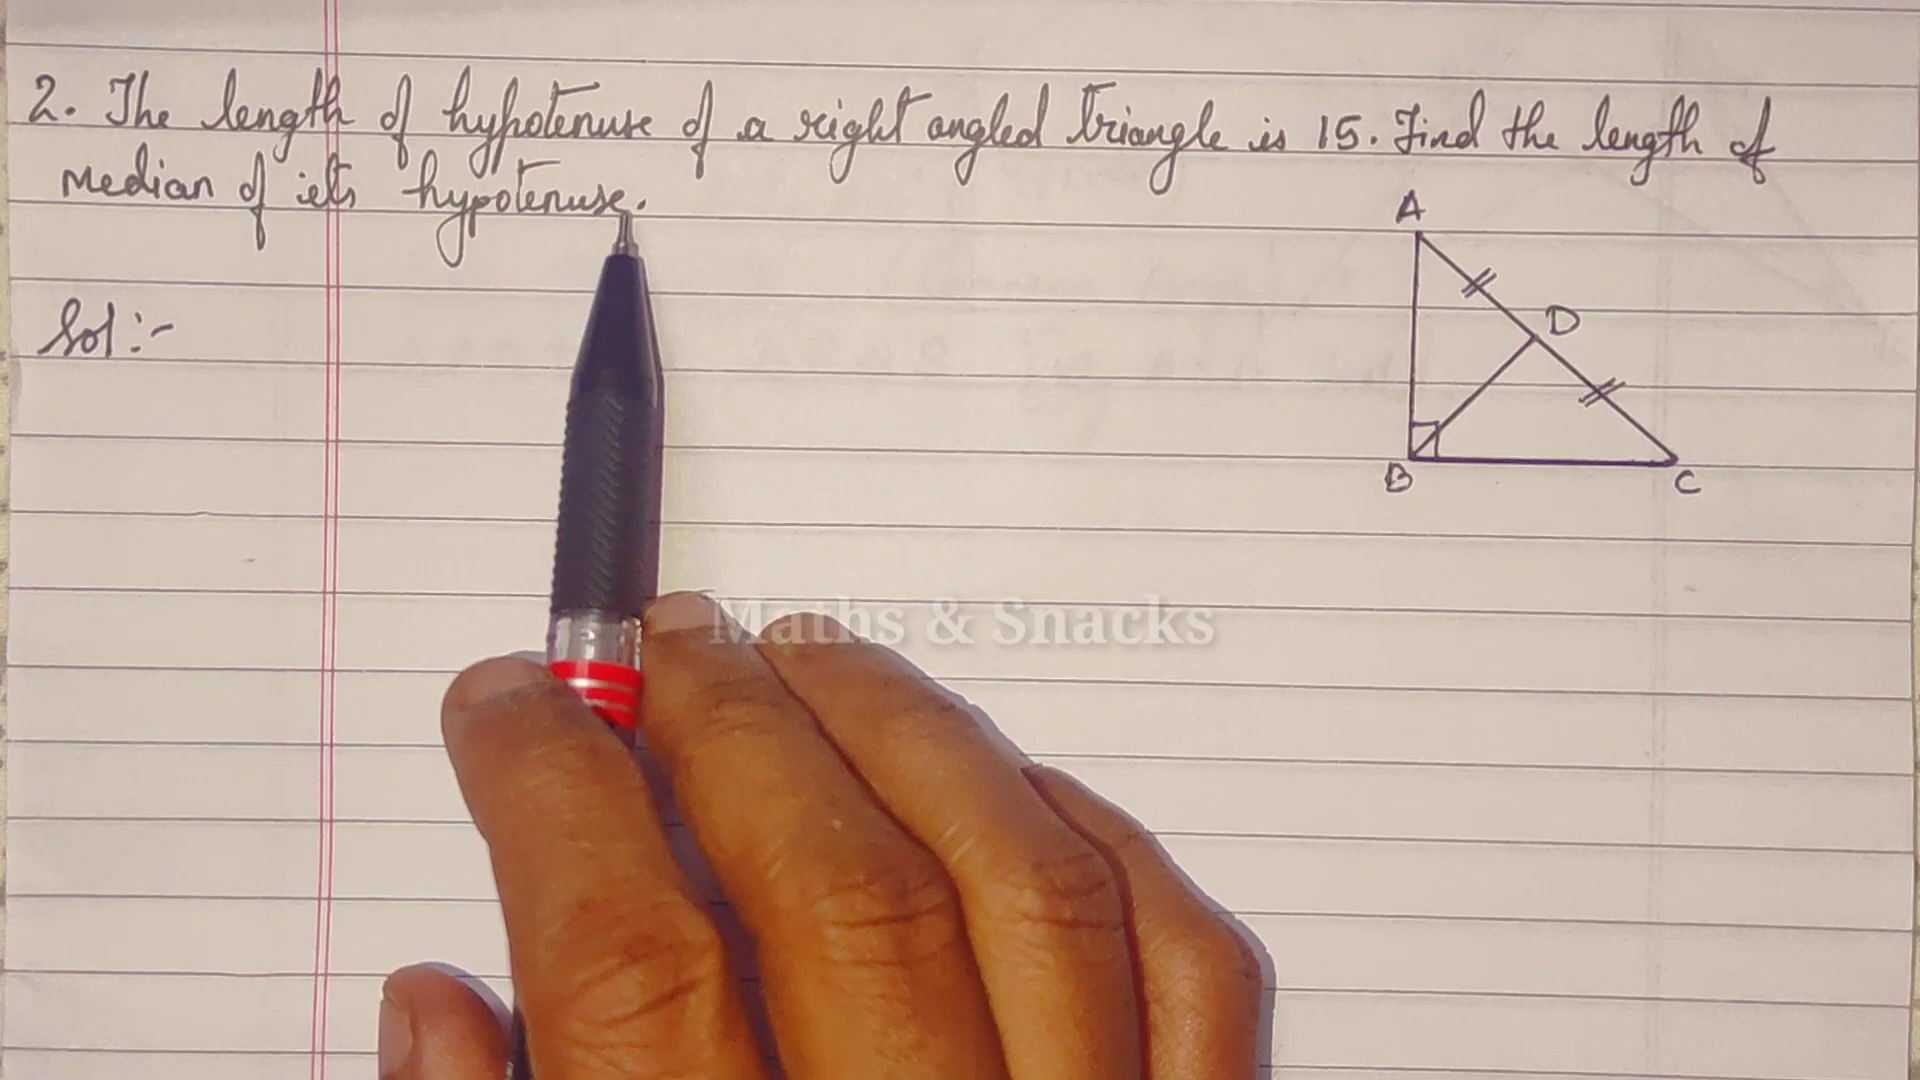 2. The length of hypotenuse of a right angled triangle is 15. Find the length of
median of its hypotenuse.
A
Sol:-
D
B
C
Maths & Snacks